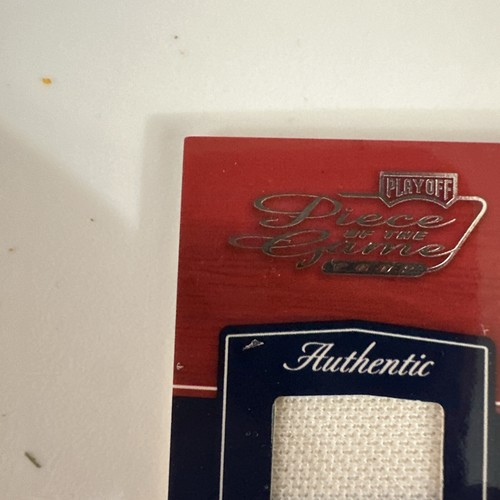 PLAYOFF
Piece
OF THE
Game
Authentic